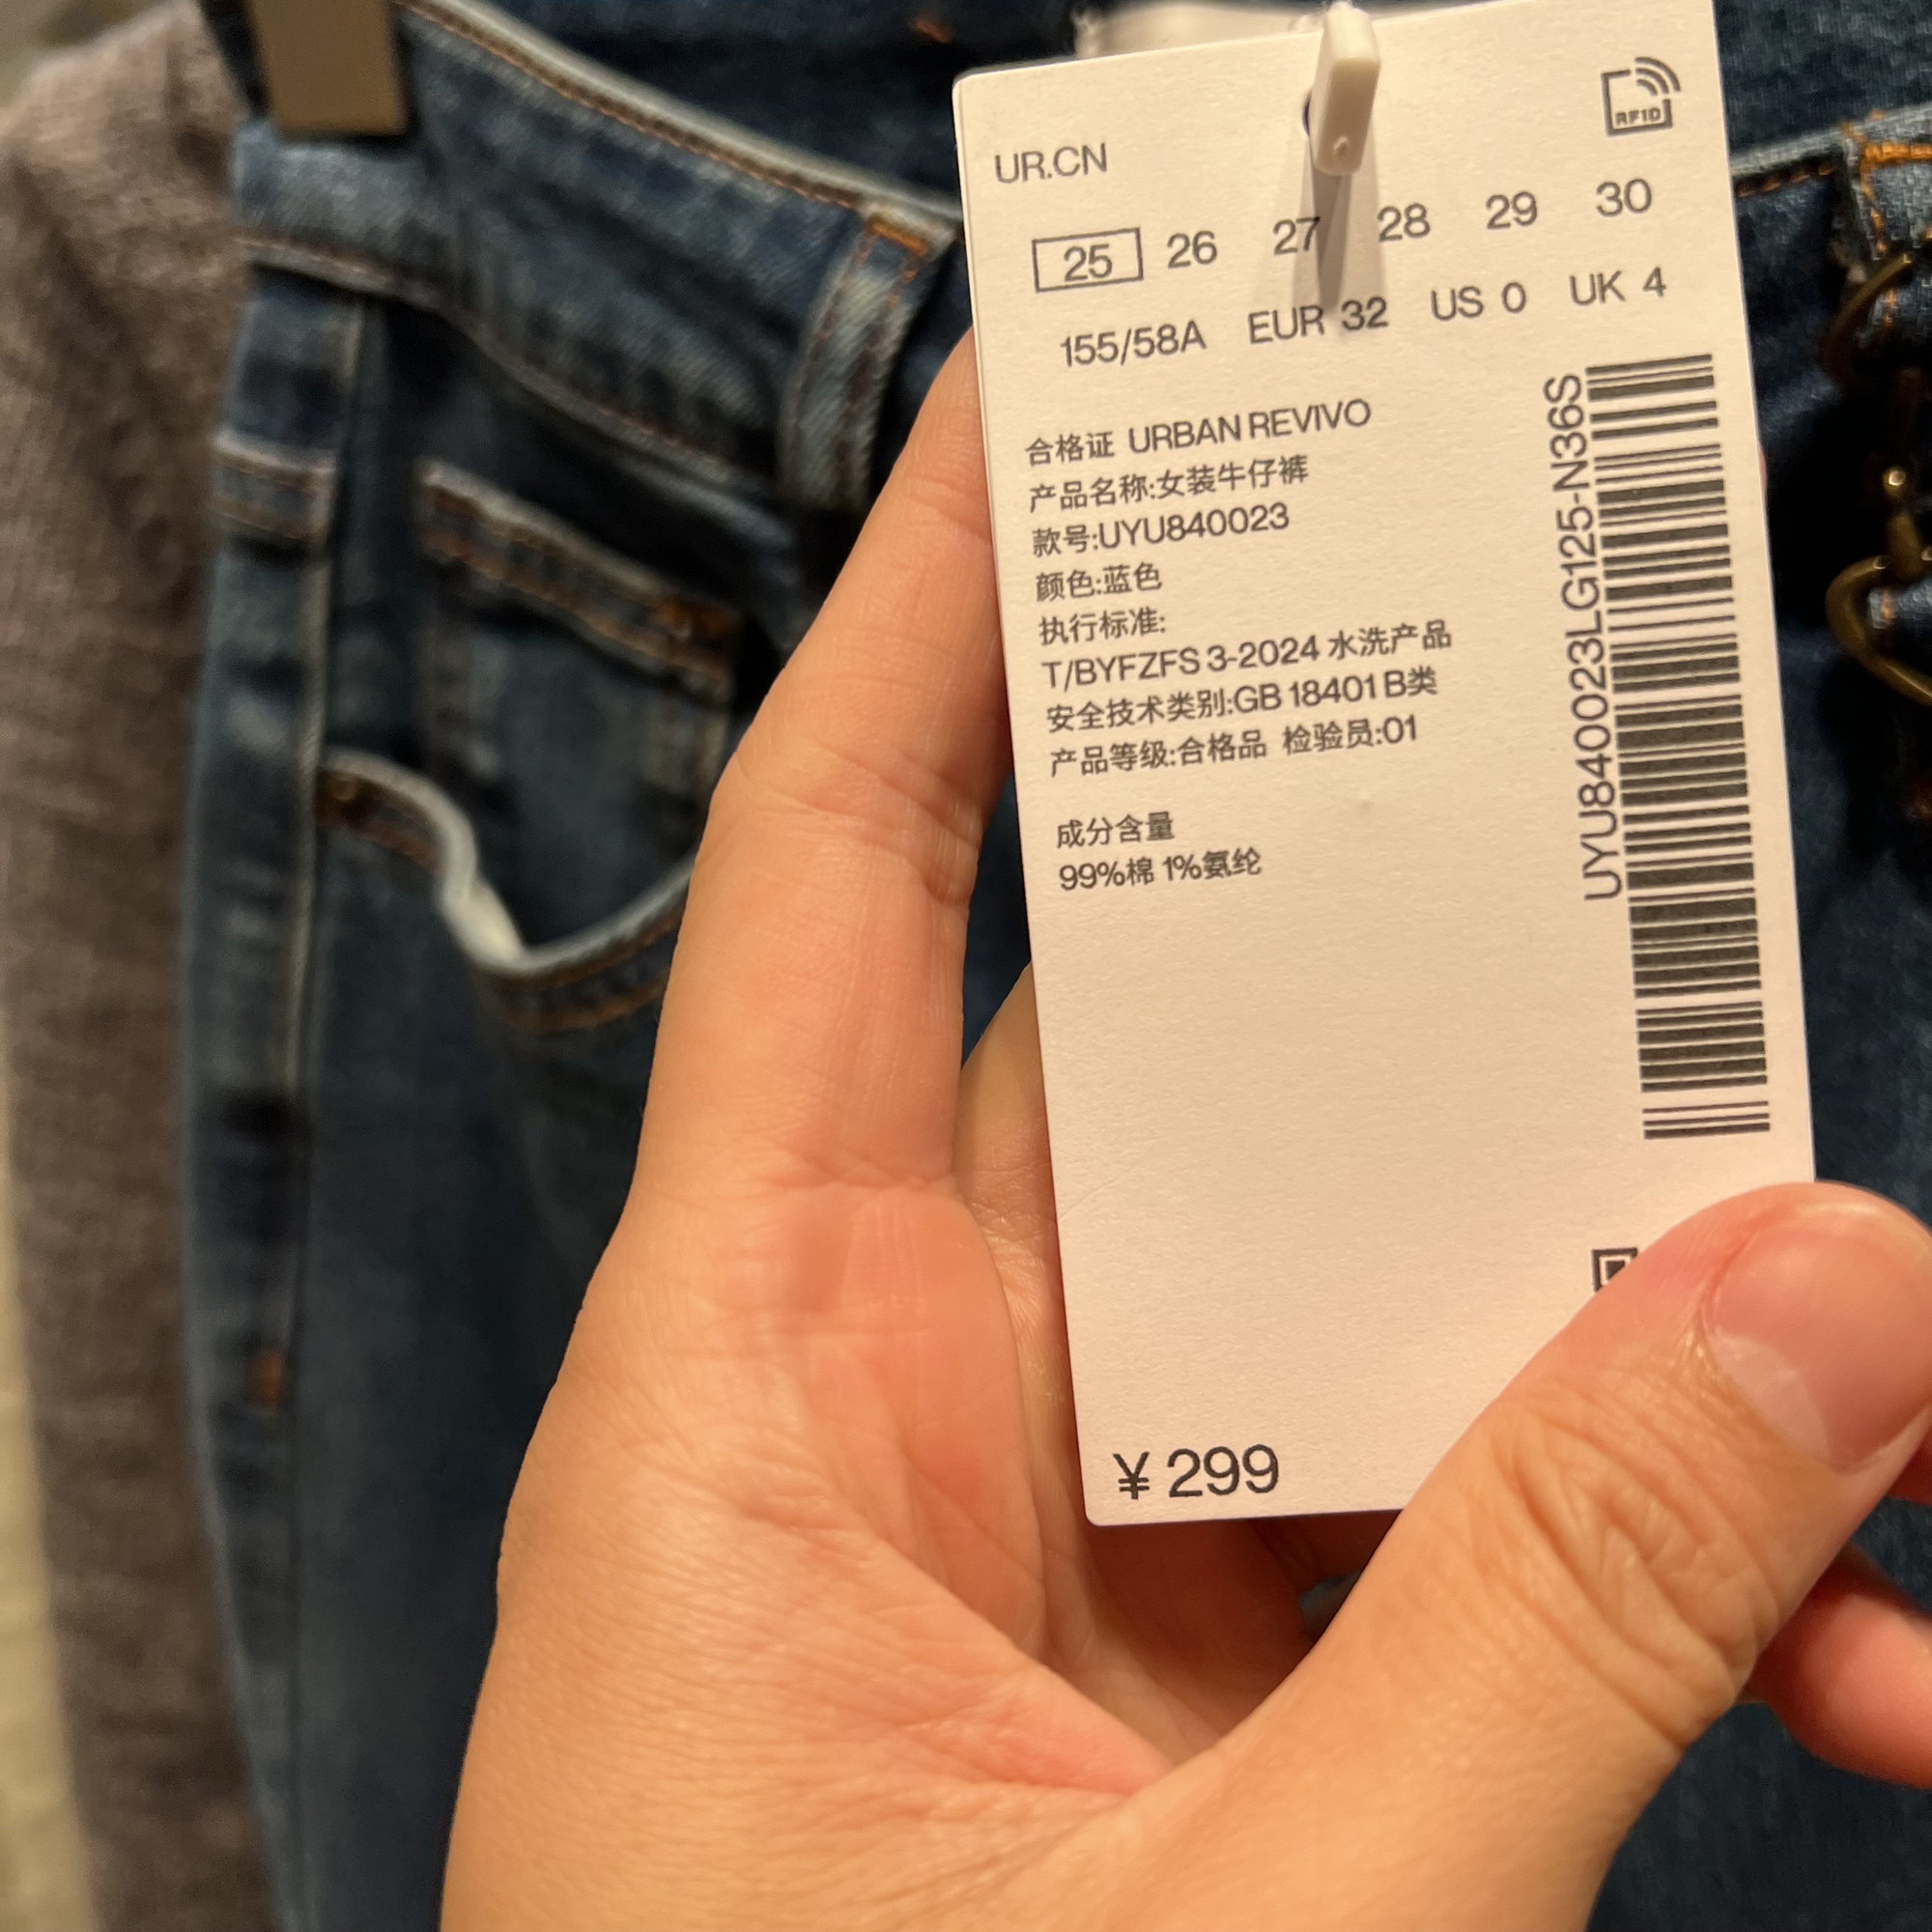 RFID
UR.CN
25 26 27 28 29 30
155/58A EUR 32 US 0 UK 4
合格证 URBAN REVIVO
产品名称:女装牛仔裤
款号:UYU840023
颜色:蓝色
执行标准:
T/BYFZFS 3-2024 水洗产品
安全技术类别:GB 18401 B类
产品等级:合格品 检验员:01
成分含量
99%棉 1%氨纶
UYU840023LG125-N36S
¥ 299